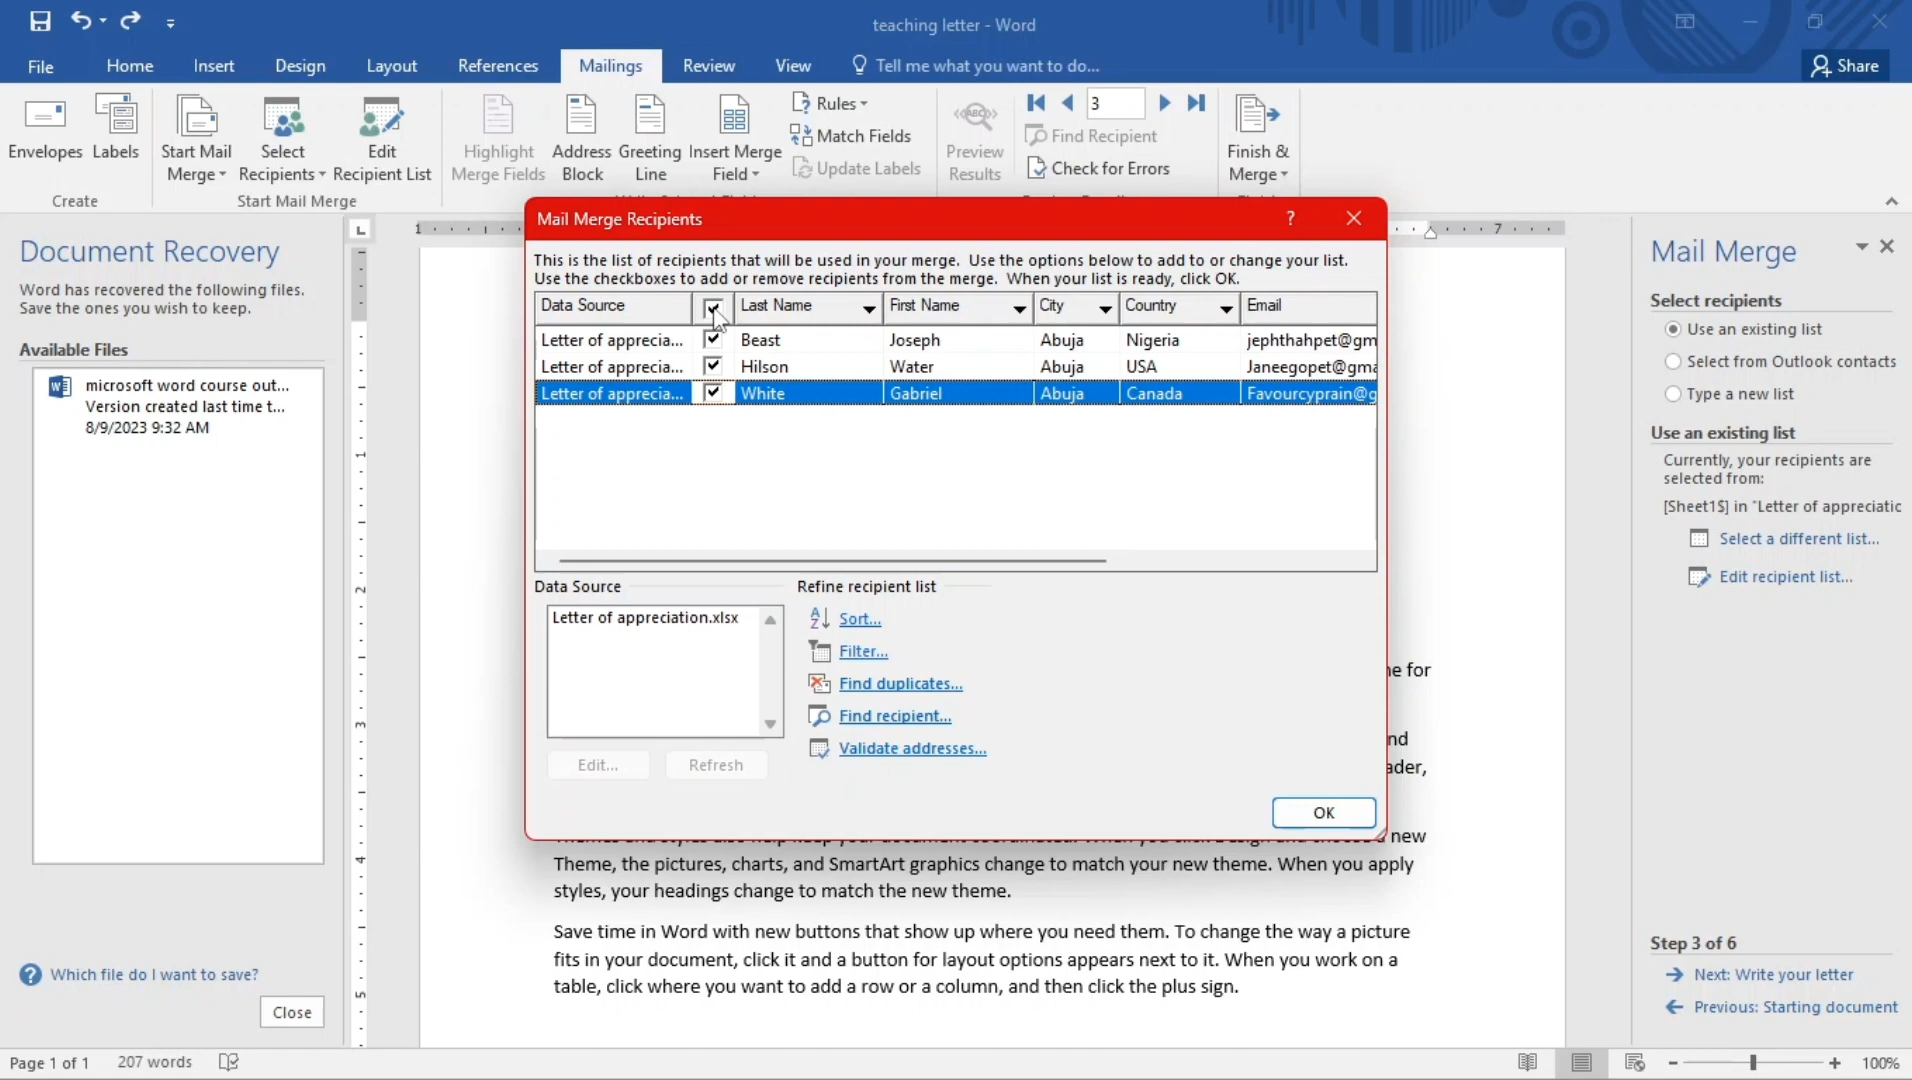 teaching letter - Word
File Home Insert Design Layout References Mailings Review View Tell me what you want to do... Share
Envelopes Labels
Create
Start Mail Merge Select Recipients Edit Recipient List
Start Mail Merge
Highlight Merge Fields Address Block Greeting Line Insert Merge Field
Rules
Match Fields
Update Labels
Preview Results
ABC
3
Find Recipient
Check for Errors
Finish & Merge
Document Recovery
Word has recovered the following files.
Save the ones you wish to keep.
Available Files
microsoft word course out...
Version created last time t...
8/9/2023 9:32 AM
Which file do I want to save?
Close
1
7
1
2
3
4
5
Mail Merge Recipients
?
This is the list of recipients that will be used in your merge. Use the options below to add to or change your list.
Use the checkboxes to add or remove recipients from the merge. When your list is ready, click OK.
Data Source Last Name First Name City Country Email
Letter of apprecia... Beast Joseph Abuja Nigeria jephthahpet@gm
Letter of apprecia... Hilson Water Abuja USA Janeegopet@gma
Letter of apprecia... White Gabriel Abuja Canada Favourcyprain@g
Data Source
Letter of appreciation.xlsx
Edit... Refresh
Refine recipient list
Sort...
Filter...
Find duplicates...
Find recipient...
Validate addresses...
OK
e for
nd
ader,
new
Theme, the pictures, charts, and SmartArt graphics change to match your new theme. When you apply
styles, your headings change to match the new theme.
Save time in Word with new buttons that show up where you need them. To change the way a picture
fits in your document, click it and a button for layout options appears next to it. When you work on a
table, click where you want to add a row or a column, and then click the plus sign.
Mail Merge
Select recipients
Use an existing list
Select from Outlook contacts
Type a new list
Use an existing list
Currently, your recipients are
selected from:
[Sheet1$] in "Letter of appreciatic
Select a different list...
Edit recipient list...
Step 3 of 6
Next: Write your letter
Previous: Starting document
Page 1 of 1 207 words
100%